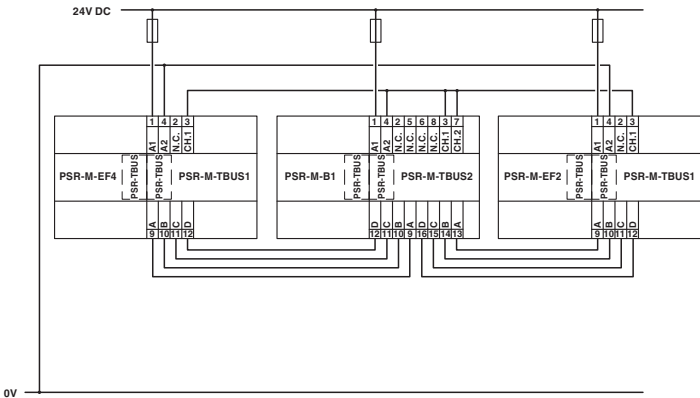 24V DC
1 4 2 3
A1 A2 N.C. CH.1
PSR-M-EF4
PSR-TBUS
PSR-TBUS
PSR-M-TBUS1
A B C D
9 10 11 12
1 4 2 5 6 8 3 7
A1 A2 N.C. N.C. N.C. N.C. CH.1 CH.2
PSR-M-B1
PSR-TBUS
PSR-TBUS
PSR-M-TBUS2
D C B A D C B A
12 11 10 9 16 15 14 13
1 4 2 3
A1 A2 N.C. CH.1
PSR-M-EF2
PSR-TBUS
PSR-TBUS
PSR-M-TBUS1
A B C D
9 10 11 12
0V